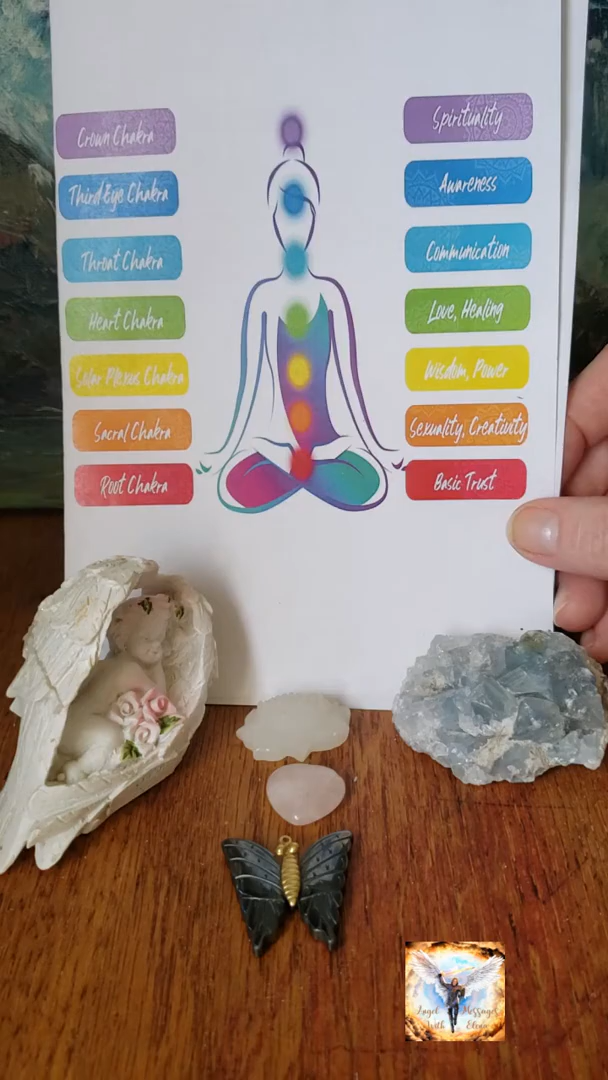 Crown Chakra
Spirituality
Third Eye Chakra
Awareness
Throat Chakra
Communication
Heart Chakra
Love, Healing
Solar Plexus Chakra
Wisdom, Power
Sacral Chakra
Sexuality, Creativity
Root Chakra
Basic Trust
Angel Messages
With